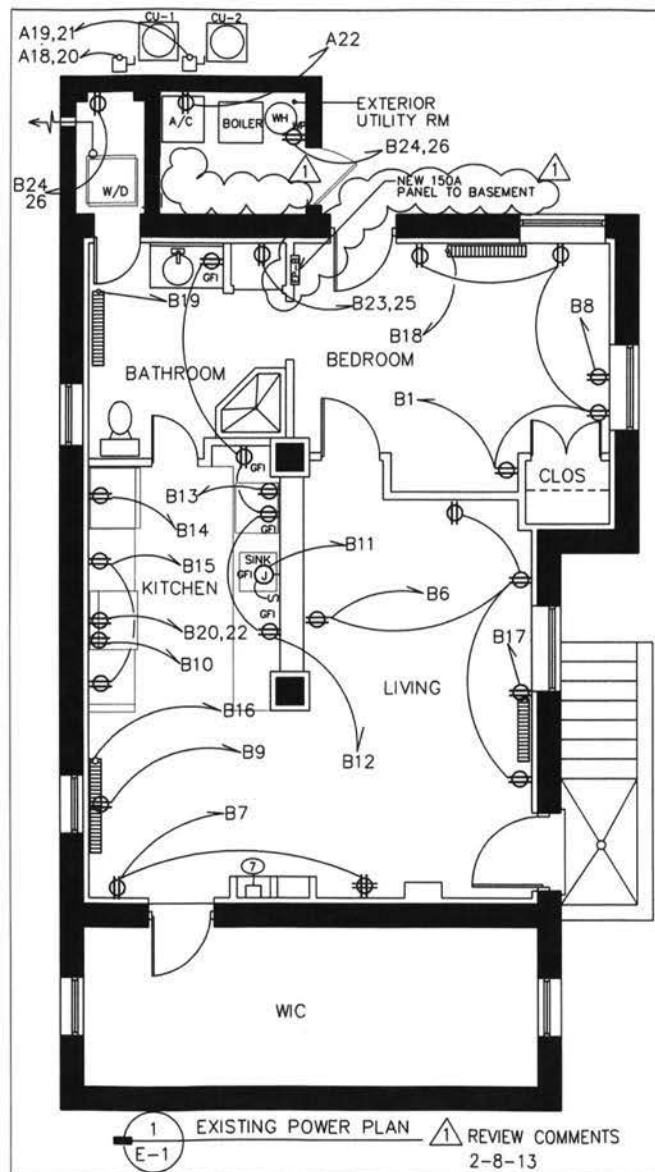 CU-1
CU-2
A19,21
A18,20
A22
A/C
BOILER
WH
WP
EXTERIOR
UTILITY RM
B24,26
B24
26
W/D
1
NEW 150A
PANEL TO BASEMENT
1
GFI
B19
B23,25
B18
B8
BATHROOM
BEDROOM
B1
CLOS
GFI
B13
B14
GFI
SINK
B11
B15
KITCHEN
GFI
J
S
B6
GFI
B20,22
B17
B10
LIVING
B16
B12
B9
B7
7
WIC
1
E-1
EXISTING POWER PLAN
1
REVIEW COMMENTS
2-8-13